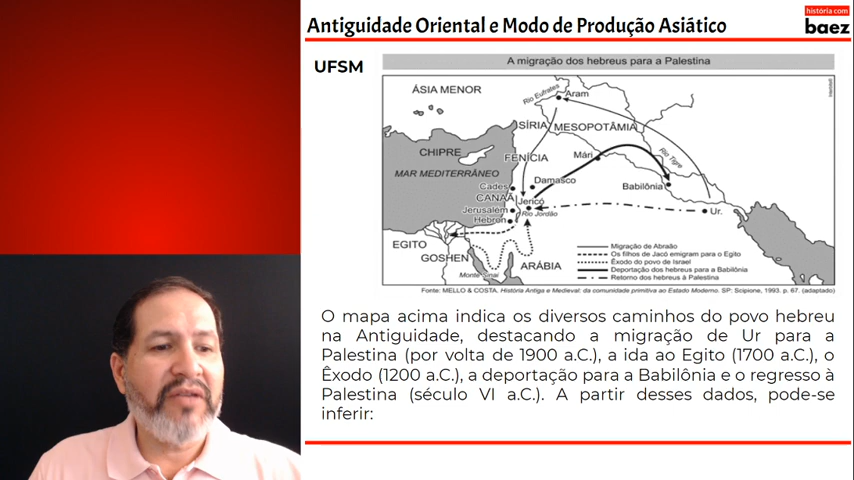 Antiguidade Oriental e Modo de Produção Asiático
história com
baez
UFSM
A migração dos hebreus para a Palestina
ÁSIA MENOR
Rio Eufrates
Aram
SÍRIA
MESOPOTÂMIA
CHIPRE
FENÍCIA
Mári
Rio Tigre
MAR MEDITERRÂNEO
Damasco
Babilônia
Cades
CANAÃ
Jericó
Jerusalém
Rio Jordão
Ur.
Hebron
EGITO
GOSHEN
Monte Sinai
ARÁBIA
Migração de Abraão
Os filhos de Jacó emigram para o Egito
Êxodo do povo de Israel
Deportação dos hebreus para a Babilônia
Retorno dos hebreus à Palestina
Fonte: MELLO & COSTA. História Antiga e Medieval: da comunidade primitiva ao Estado Moderno. SP: Scipione, 1993. p. 67. (adaptado)
O mapa acima indica os diversos caminhos do povo hebreu
na Antiguidade, destacando a migração de Ur para a
Palestina (por volta de 1900 a.C.), a ida ao Egito (1700 a.C.), o
Êxodo (1200 a.C.), a deportação para a Babilônia e o regresso à
Palestina (século VI a.C.). A partir desses dados, pode-se
inferir: